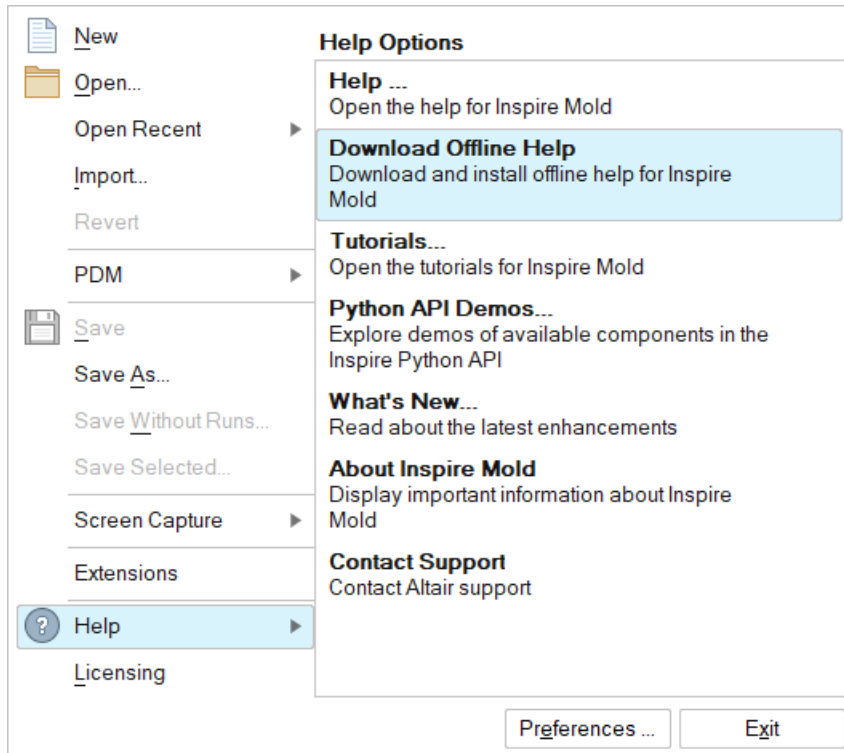 New
Open...
Open Recent
Import...
Revert
PDM
Save
Save As...
Save Without Runs...
Save Selected...
Screen Capture
Extensions
Help
Licensing
Help Options
Help ...
Open the help for Inspire Mold
Download Offline Help
Download and install offline help for Inspire
Mold
Tutorials...
Open the tutorials for Inspire Mold
Python API Demos...
Explore demos of available components in the
Inspire Python API
What's New...
Read about the latest enhancements
About Inspire Mold
Display important information about Inspire
Mold
Contact Support
Contact Altair support
Preferences ...
Exit